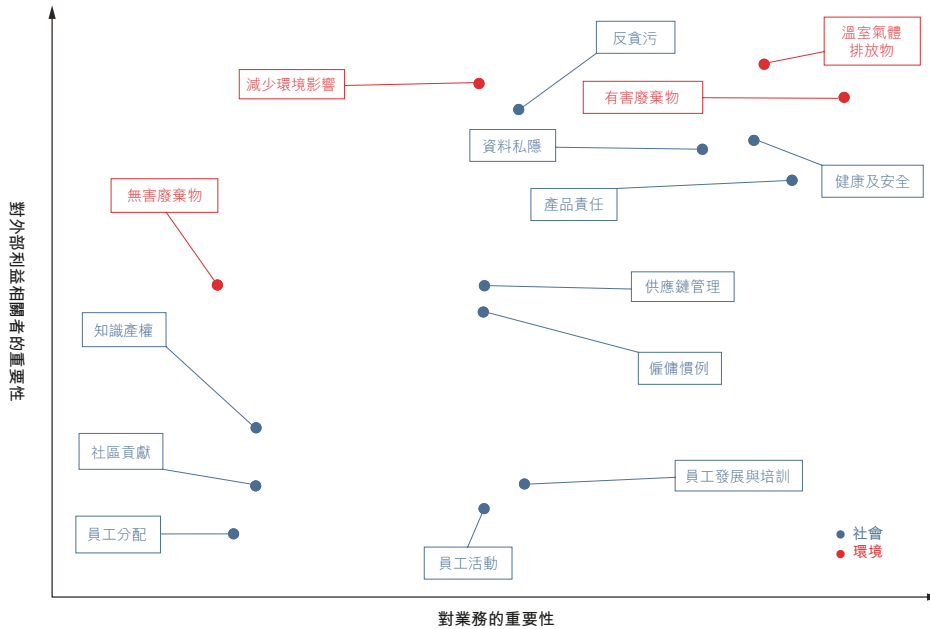 反貪污
溫室氣體
排放物
減少環境影響
有害廢棄物
資料私隱
健康及安全
無害廢棄物
產品責任
供應鏈管理
知識產權
僱傭慣例
社區貢獻
員工發展與培訓
員工分配
員工活動
社會
環境
對外部利益相關者的重要性
對業務的重要性